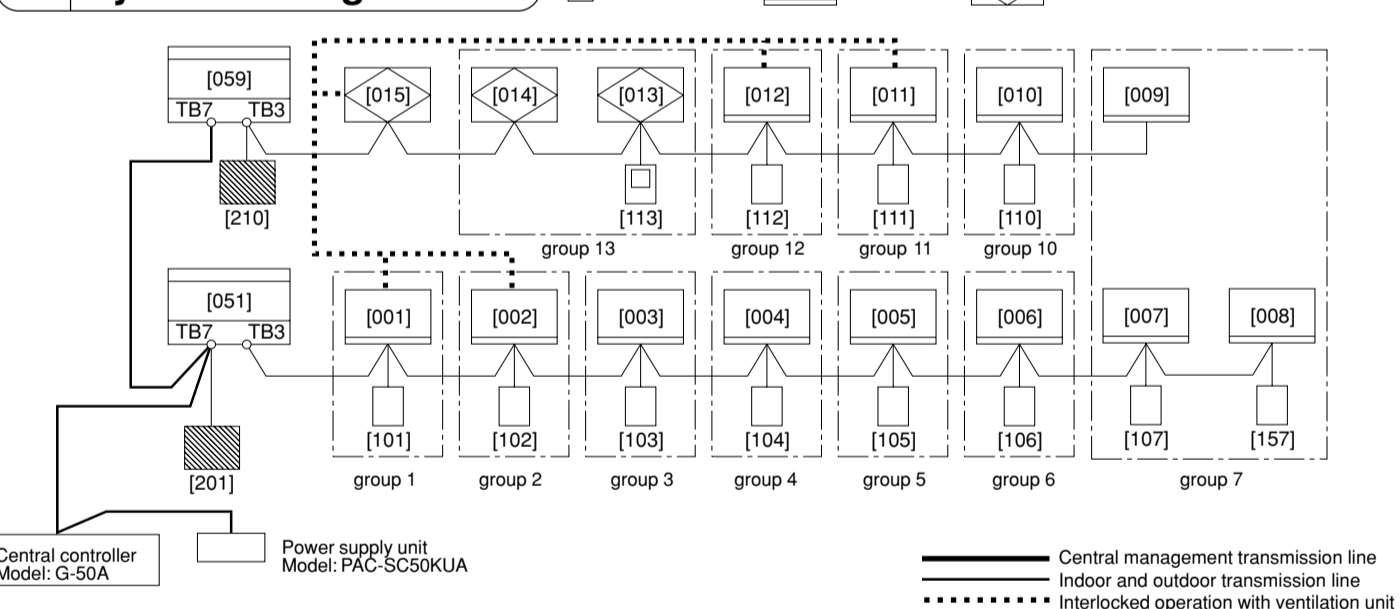 [059] [015] [014] [013] [012] [011] [010] [009]
TB7 TB3
[210] [113] [112] [111] [110]
group 13 group 12 group 11 group 10
[051] [001] [002] [003] [004] [005] [006] [007] [008]
TB7 TB3
[101] [102] [103] [104] [105] [106] [107] [157]
[201] group 1 group 2 group 3 group 4 group 5 group 6 group 7
Central controller
Model: G-50A
Power supply unit
Model: PAC-SC50KUA
Central management transmission line
Indoor and outdoor transmission line
Interlocked operation with ventilation unit